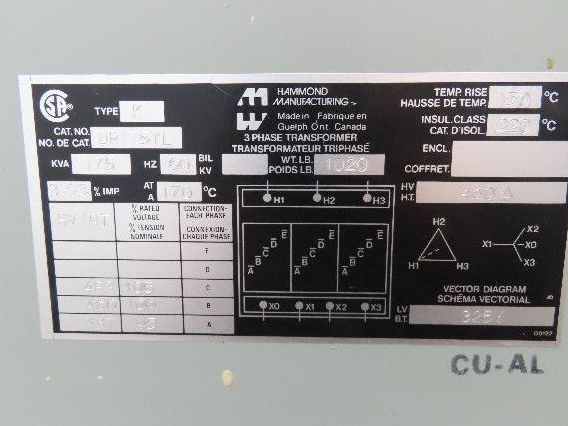 HAMMOND
MANUFACTURING™
Made in Fabrique en
Guelph Ont. Canada
3 PHASE TRANSFORMER
TRANSFORMATEUR TRIPHASÉ
TYPE K
CAT. NO.
NO. DE CAT.
KVA HZ 60 BIL
KV
WT. LB.
POIDS LB. 1020
% IMP. AT
A 170 °C
TEMP. RISE
HAUSSE DE TEMP. 150 °C
INSUL. CLASS
CAT. D'ISOL. 220 °C
ENCL.
COFFRET.
HV
H.T.
HV/HT % RATED
VOLTAGE
% TENSION
NOMINALE CONNECTION-
EACH PHASE
CONNEXION-
CHAQUE PHASE
F
D
C
B
A
H1 H2 H3
E E E
D D D
C C C
B B B
A A A
X0 X1 X2 X3
H2
H1 H3
X2
X1 X0
X3
VECTOR DIAGRAM
SCHÉMA VECTORIAL
LV
B.T. 325Y
CU-AL